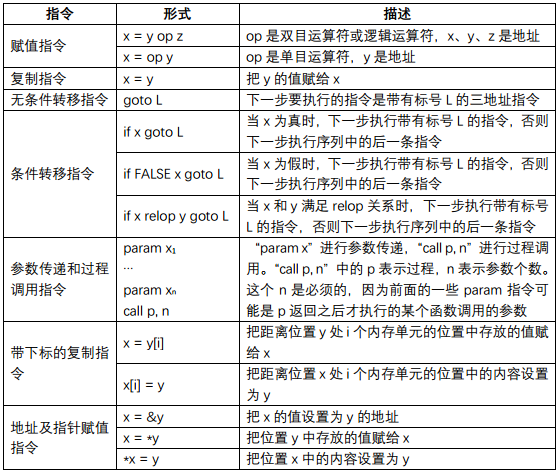 指令 形式 描述
赋值指令
x = y op z op 是双目运算符或逻辑运算符，x、y、z 是地址
x = op y op 是单目运算符，y 是地址
复制指令 x = y 把 y 的值赋给 x
无条件转移指令 goto L 下一步要执行的指令是带有标号 L 的三地址指令
条件转移指令
if x goto L
当 x 为真时，下一步执行带有标号 L 的指令，否则
下一步执行序列中的后一条指令
if FALSE x goto L
当 x 为假时，下一步执行带有标号 L 的指令，否则
下一步执行序列中的后一条指令
if x relop y goto L
当 x 和 y 满足 relop 关系时，下一步执行带有标号
L 的指令，否则下一步执行序列中的后一条指令
参数传递和过程
调用指令
param x₁
…
param xₙ
call p, n
“param x”进行参数传递，“call p, n”进行过程调
用。“call p, n”中的 p 表示过程，n 表示参数个数。
这个 n 是必须的，因为前面的一些 param 指令可
能是 p 返回之后才执行的某个函数调用的参数
带下标的复制指
令
x = y[i]
把距离位置 y 处 i 个内存单元的位置中存放的值赋
给 x
x[i] = y
把距离位置 x 处 i 个内存单元的位置中的内容设置
为 y
地址及指针赋值
指令
x = &y 把 x 的值设置为 y 的地址
x = *y 把位置 y 中存放的值赋给 x
*x = y 把位置 x 中的内容设置为 y